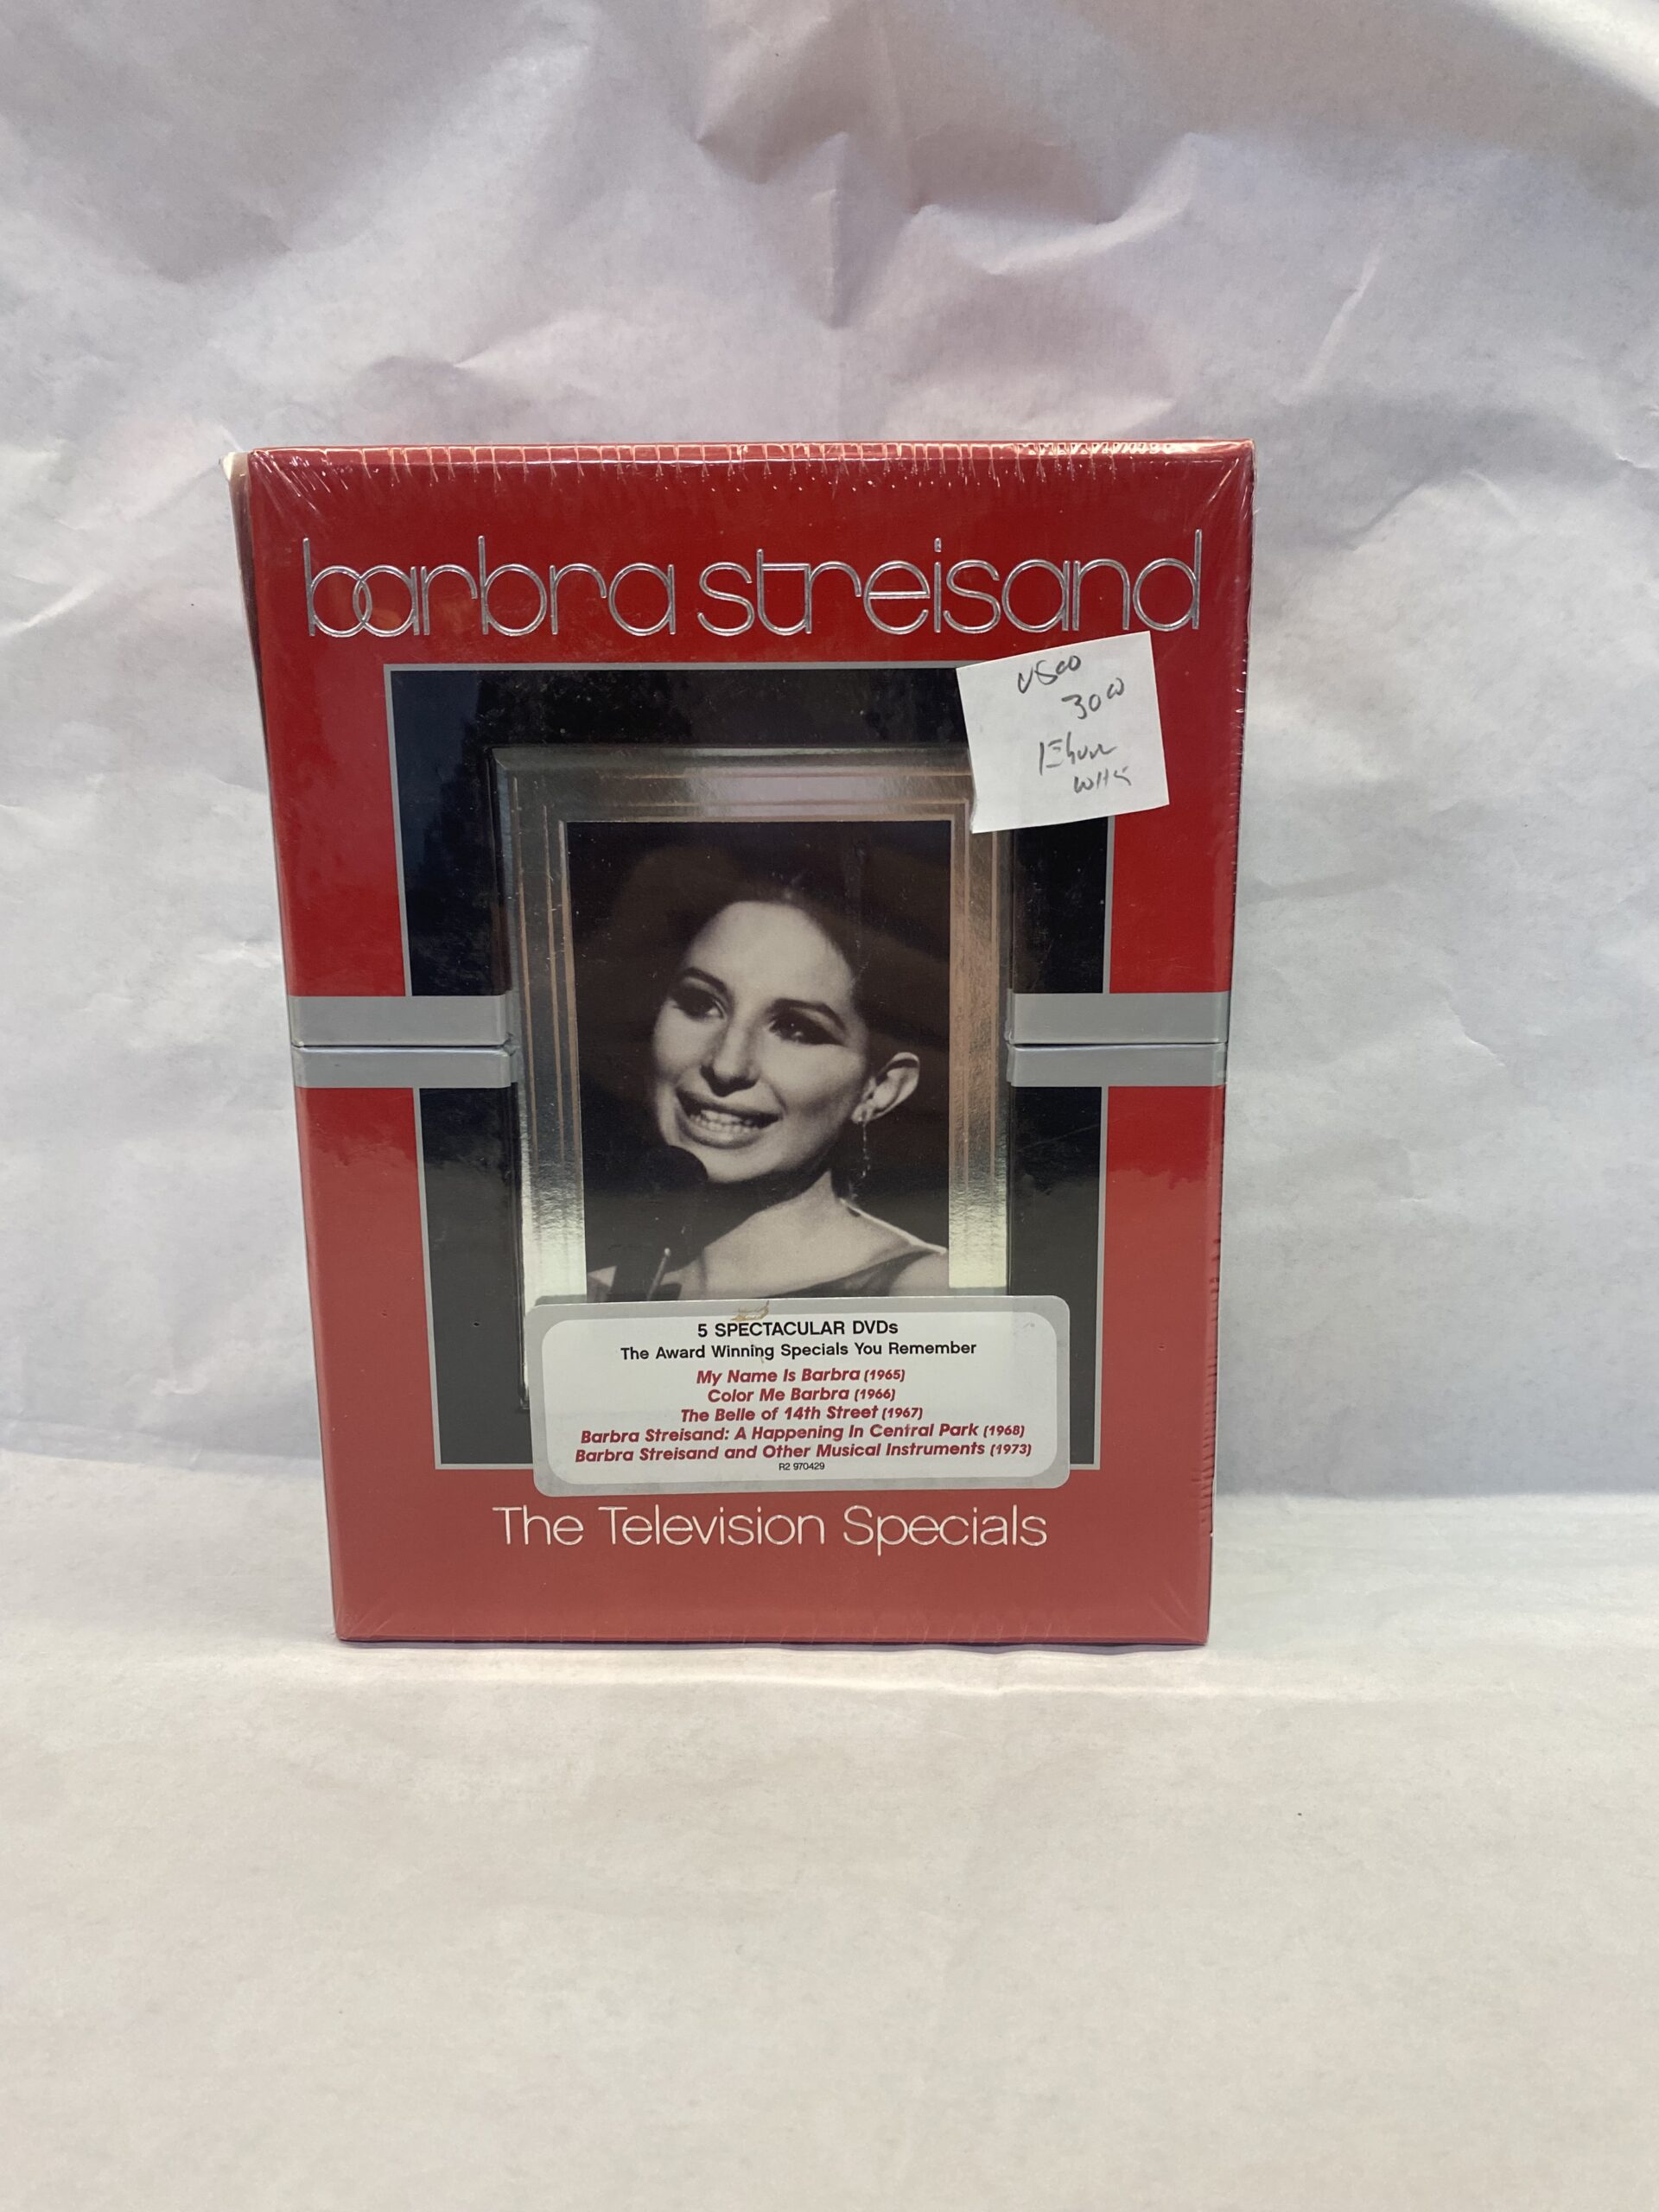 barbra streisand
30 00
5 SPECTACULAR DVDs
The Award Winning Specials You Remember
My Name Is Barbra (1965)
Color Me Barbra (1966)
The Belle of 14th Street (1967)
Barbra Streisand: A Happening In Central Park (1968)
Barbra Streisand and Other Musical Instruments (1973)
R2 970429
The Television Specials